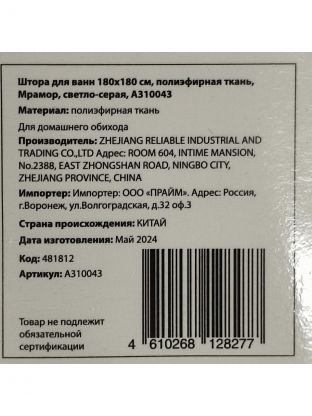 Штора для ванн 180х180 см, полиэфирная ткань,
Мрамор, светло-серая, А310043
Материал: полиэфирная ткань
Для домашнего обихода
Производитель: ZHEJIANG RELIABLE INDUSTRIAL AND
TRADING CO.,LTD Адрес: ROOM 604, INTIME MANSION,
No.2388, EAST ZHONGSHAN ROAD, NINGBO CITY,
ZHEJIANG PROVINCE, CHINA
Импортер: Импортер: ООО «ПРАЙМ». Адрес: Россия,
г.Воронеж, ул.Волгоградская, д.32 оф.3
Страна происхождения: КИТАЙ
Дата изготовления: Май 2024
Код: 481812
Артикул: А310043
Товар не подлежит
обязательной
сертификации
4 610268 128277